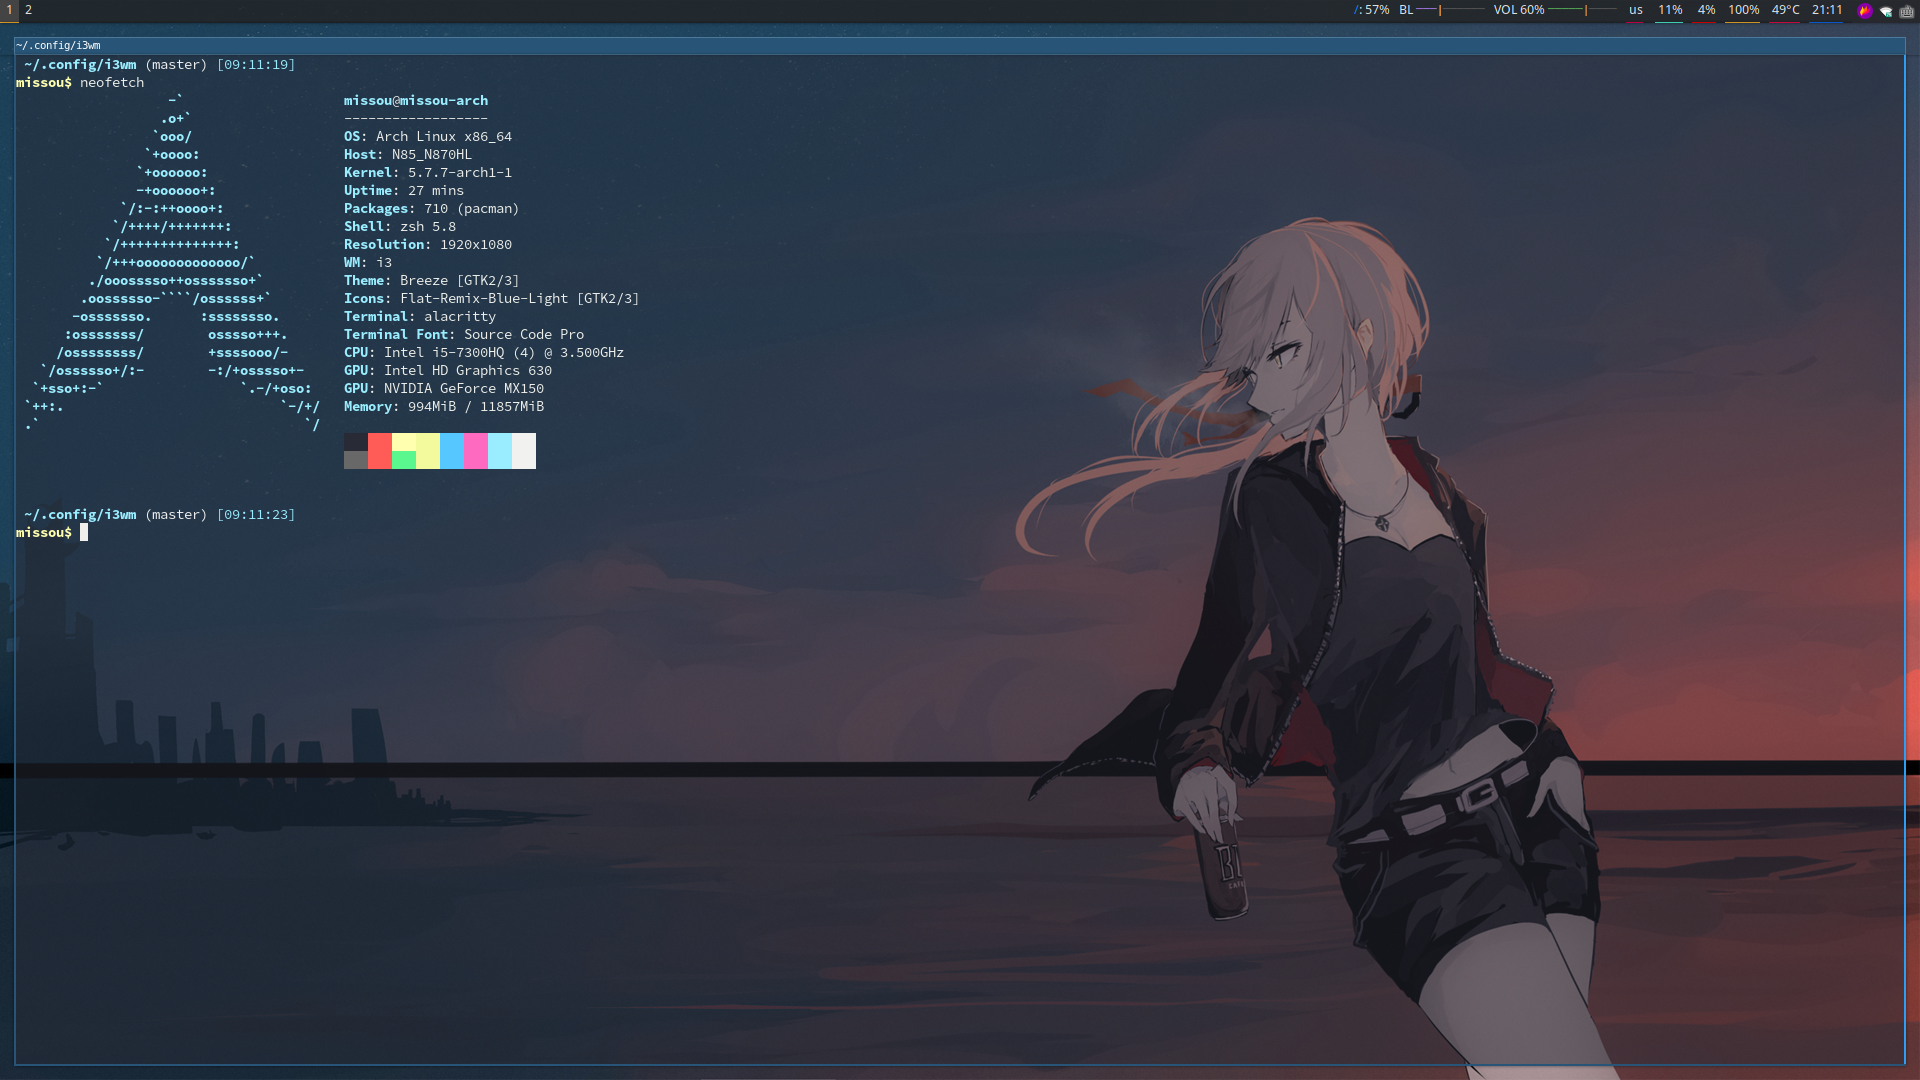 1 2 /: 57% BL VOL 60% us 11% 4% 100% 49°C 21:11
~/.config/i3wm
~/.config/i3wm (master) [09:11:19]
missou$ neofetch
-`
.o+`
`ooo/
`+oooo:
`+oooooo:
-+oooooo+:
`/:-:++oooo+:
`/++++/+++++++:
`/++++++++++++++:
`/+++ooooooooooooo/`
./ooosssso++osssssso+`
.oossssso-````/ossssss+`
-osssssso.      :ssssssso.
:osssssss/        osssso+++.
/ossssssss/        +ssssooo/-
`/ossssso+/:-        -:/+osssso+-
`+sso+:-`                 `.-/+oso:
`++:.                           `-/+/
.`                                 `/
missou@missou-arch
------------------
OS: Arch Linux x86_64
Host: N85_N870HL
Kernel: 5.7.7-arch1-1
Uptime: 27 mins
Packages: 710 (pacman)
Shell: zsh 5.8
Resolution: 1920x1080
WM: i3
Theme: Breeze [GTK2/3]
Icons: Flat-Remix-Blue-Light [GTK2/3]
Terminal: alacritty
Terminal Font: Source Code Pro
CPU: Intel i5-7300HQ (4) @ 3.500GHz
GPU: Intel HD Graphics 630
GPU: NVIDIA GeForce MX150
Memory: 994MiB / 11857MiB
~/.config/i3wm (master) [09:11:23]
missou$